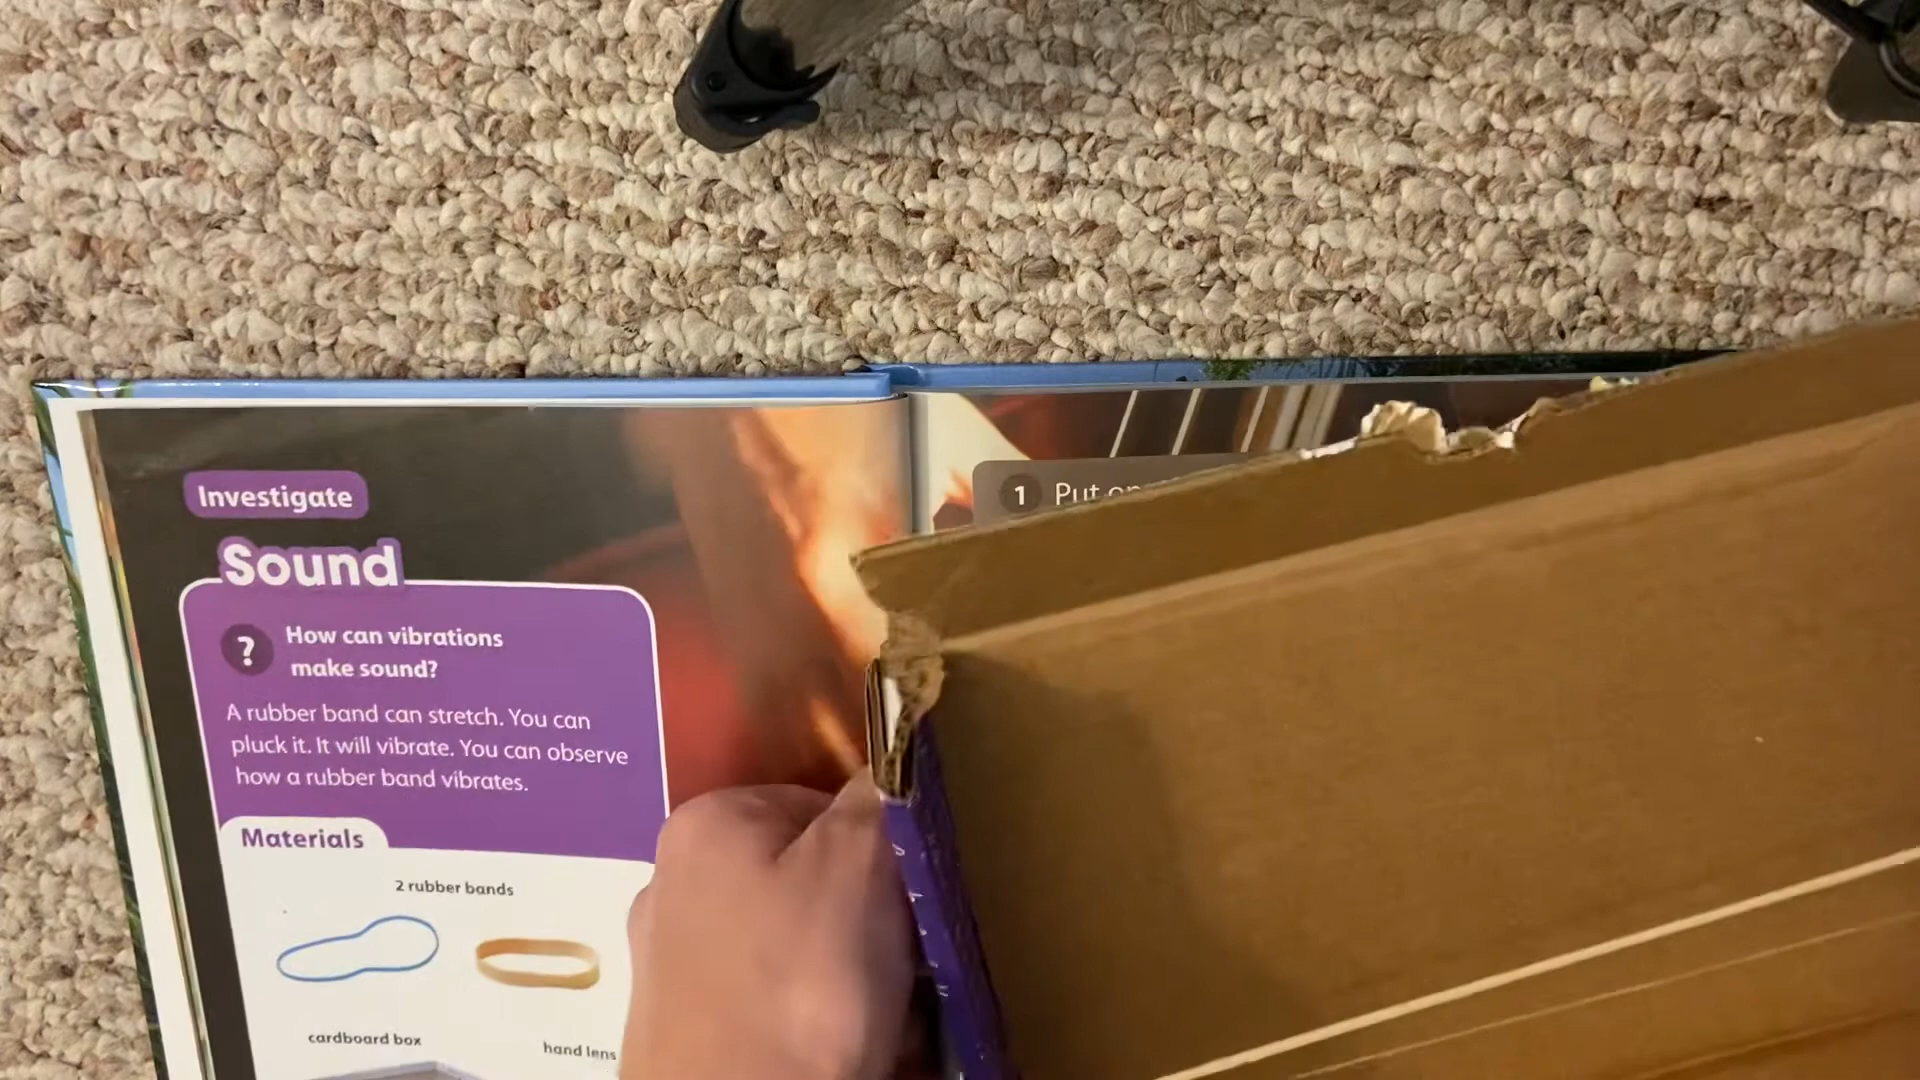 Investigate
Sound
? How can vibrations
make sound?
A rubber band can stretch. You can
pluck it. It will vibrate. You can observe
how a rubber band vibrates.
Materials
2 rubber bands
cardboard box
hand lens
1 Put